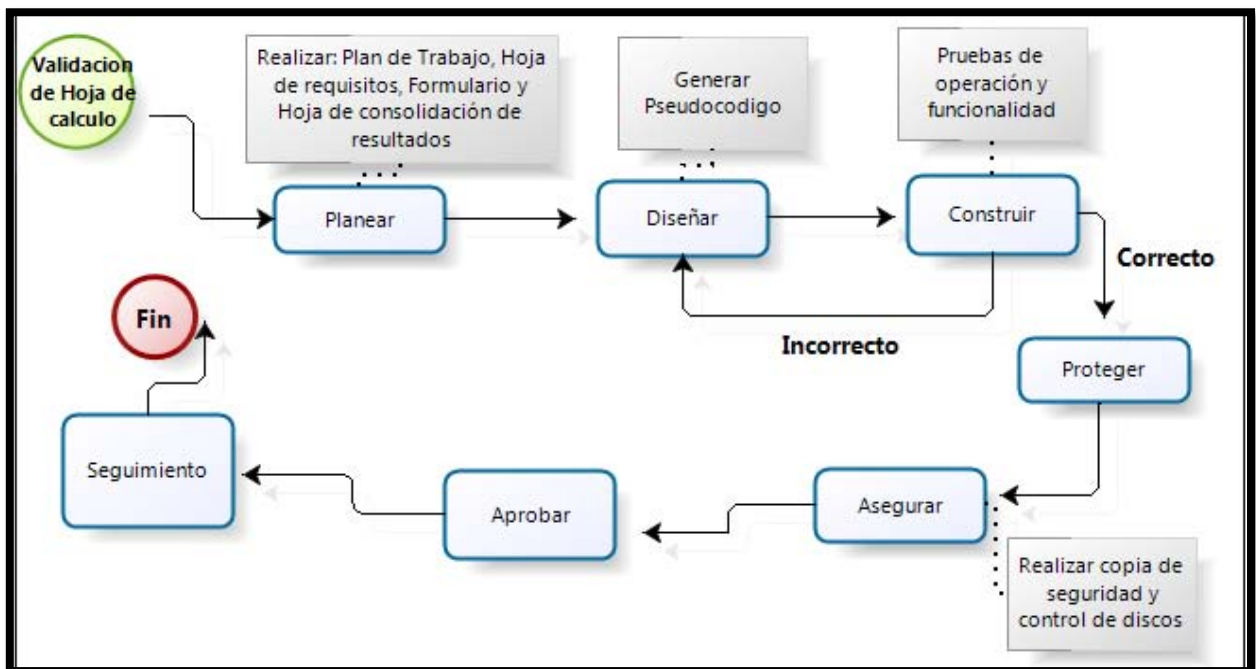 Validacion
de Hoja de
calculo
Realizar: Plan de Trabajo, Hoja
de requisitos, Formulario y
Hoja de consolidación de
resultados
Generar
Pseudocodigo
Pruebas de
operación y
funcionalidad
Planear
Diseñar
Construir
Correcto
Incorrecto
Fin
Proteger
Seguimiento
Aprobar
Asegurar
Realizar copia de
seguridad y
control de discos